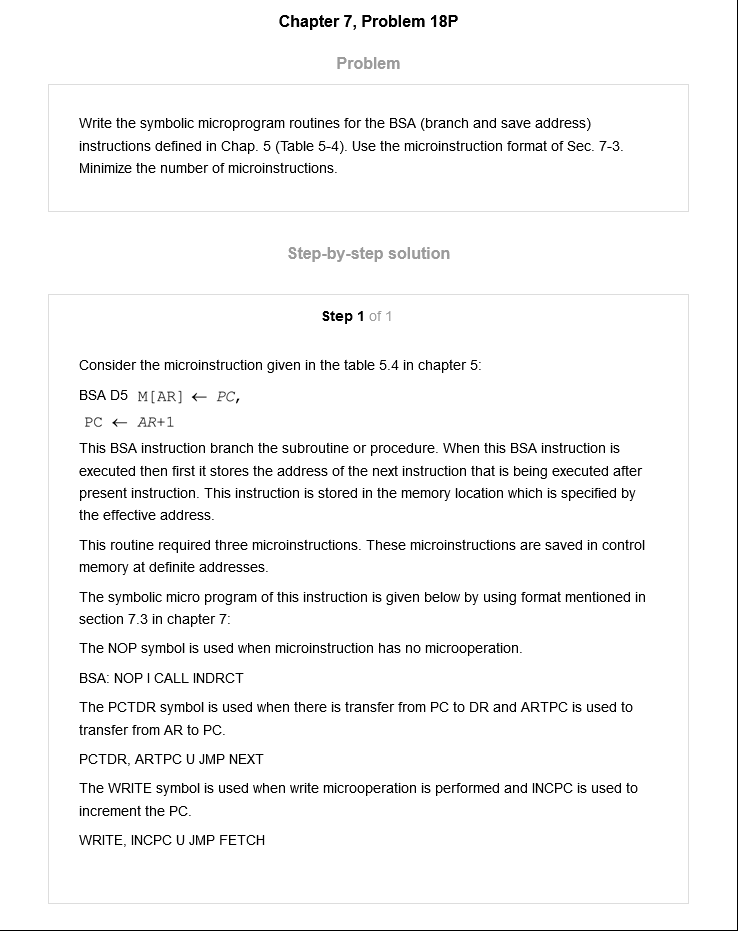 Chapter 7, Problem 18P
Problem
Write the symbolic microprogram routines for the BSA (branch and save address)
instructions defined in Chap. 5 (Table 5-4). Use the microinstruction format of Sec. 7-3.
Minimize the number of microinstructions.
Step-by-step solution
Step 1 of 1
Consider the microinstruction given in the table 5.4 in chapter 5:
BSA D5 M[AR] ← PC,
PC ← AR+1
This BSA instruction branch the subroutine or procedure. When this BSA instruction is
executed then first it stores the address of the next instruction that is being executed after
present instruction. This instruction is stored in the memory location which is specified by
the effective address.
This routine required three microinstructions. These microinstructions are saved in control
memory at definite addresses.
The symbolic micro program of this instruction is given below by using format mentioned in
section 7.3 in chapter 7:
The NOP symbol is used when microinstruction has no microoperation.
BSA: NOP I CALL INDRCT
The PCTDR symbol is used when there is transfer from PC to DR and ARTPC is used to
transfer from AR to PC.
PCTDR, ARTPC U JMP NEXT
The WRITE symbol is used when write microoperation is performed and INCPC is used to
increment the PC.
WRITE, INCPC U JMP FETCH